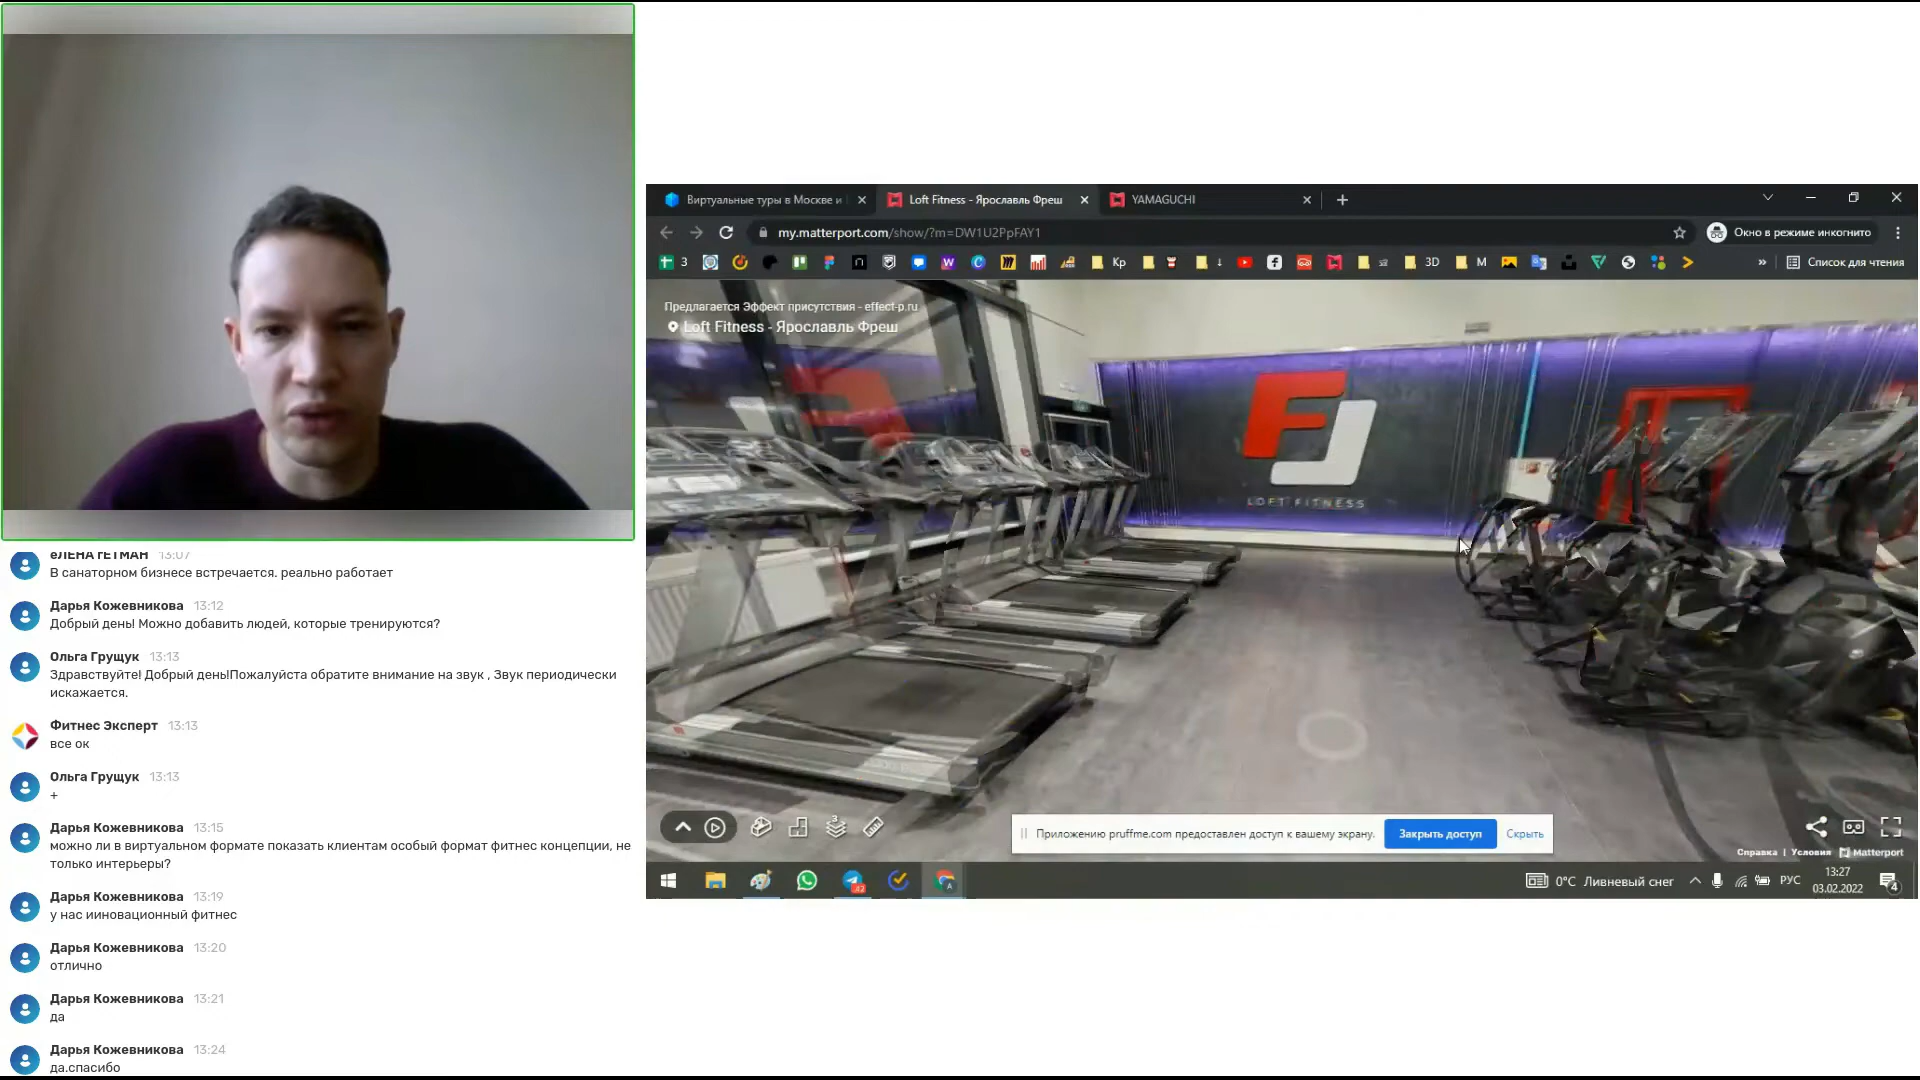 еЛЕНА ГЕТМАН 13:07
В санаторном бизнесе встречается. реально работает
Дарья Кожевникова 13:12
Добрый день! Можно добавить людей, которые тренируются?
Ольга Грущук 13:13
Здравствуйте! Добрый день!Пожалуйста обратите внимание на звук , Звук периодически
искажается.
Фитнес Эксперт 13:13
все ок
Ольга Грущук 13:13
+
Дарья Кожевникова 13:15
можно ли в виртуальном формате показать клиентам особый формат фитнес концепции, не
только интерьеры?
Дарья Кожевникова 13:19
у нас ииновационный фитнес
Дарья Кожевникова 13:20
отлично
Дарья Кожевникова 13:21
да
Дарья Кожевникова 13:24
да.спасибо
Виртуальные туры в Москве и
Loft Fitness - Ярославль Фреш
YAMAGUCHI
my.matterport.com/show/?m=DW1U2PpFAY1
Окно в режиме инкогнито
3
Кр
3D
М
»
Список для чтения
Предлагается Эффект присутствия - effect-p.ru
Loft Fitness - Ярославль Фреш
LOFT FITNESS
Приложению pruffme.com предоставлен доступ к вашему экрану.
Закрыть доступ
Скрыть
Справка | Условия
Matterport
0°C Ливневый снег
РУС
13:27
03.02.2022
4